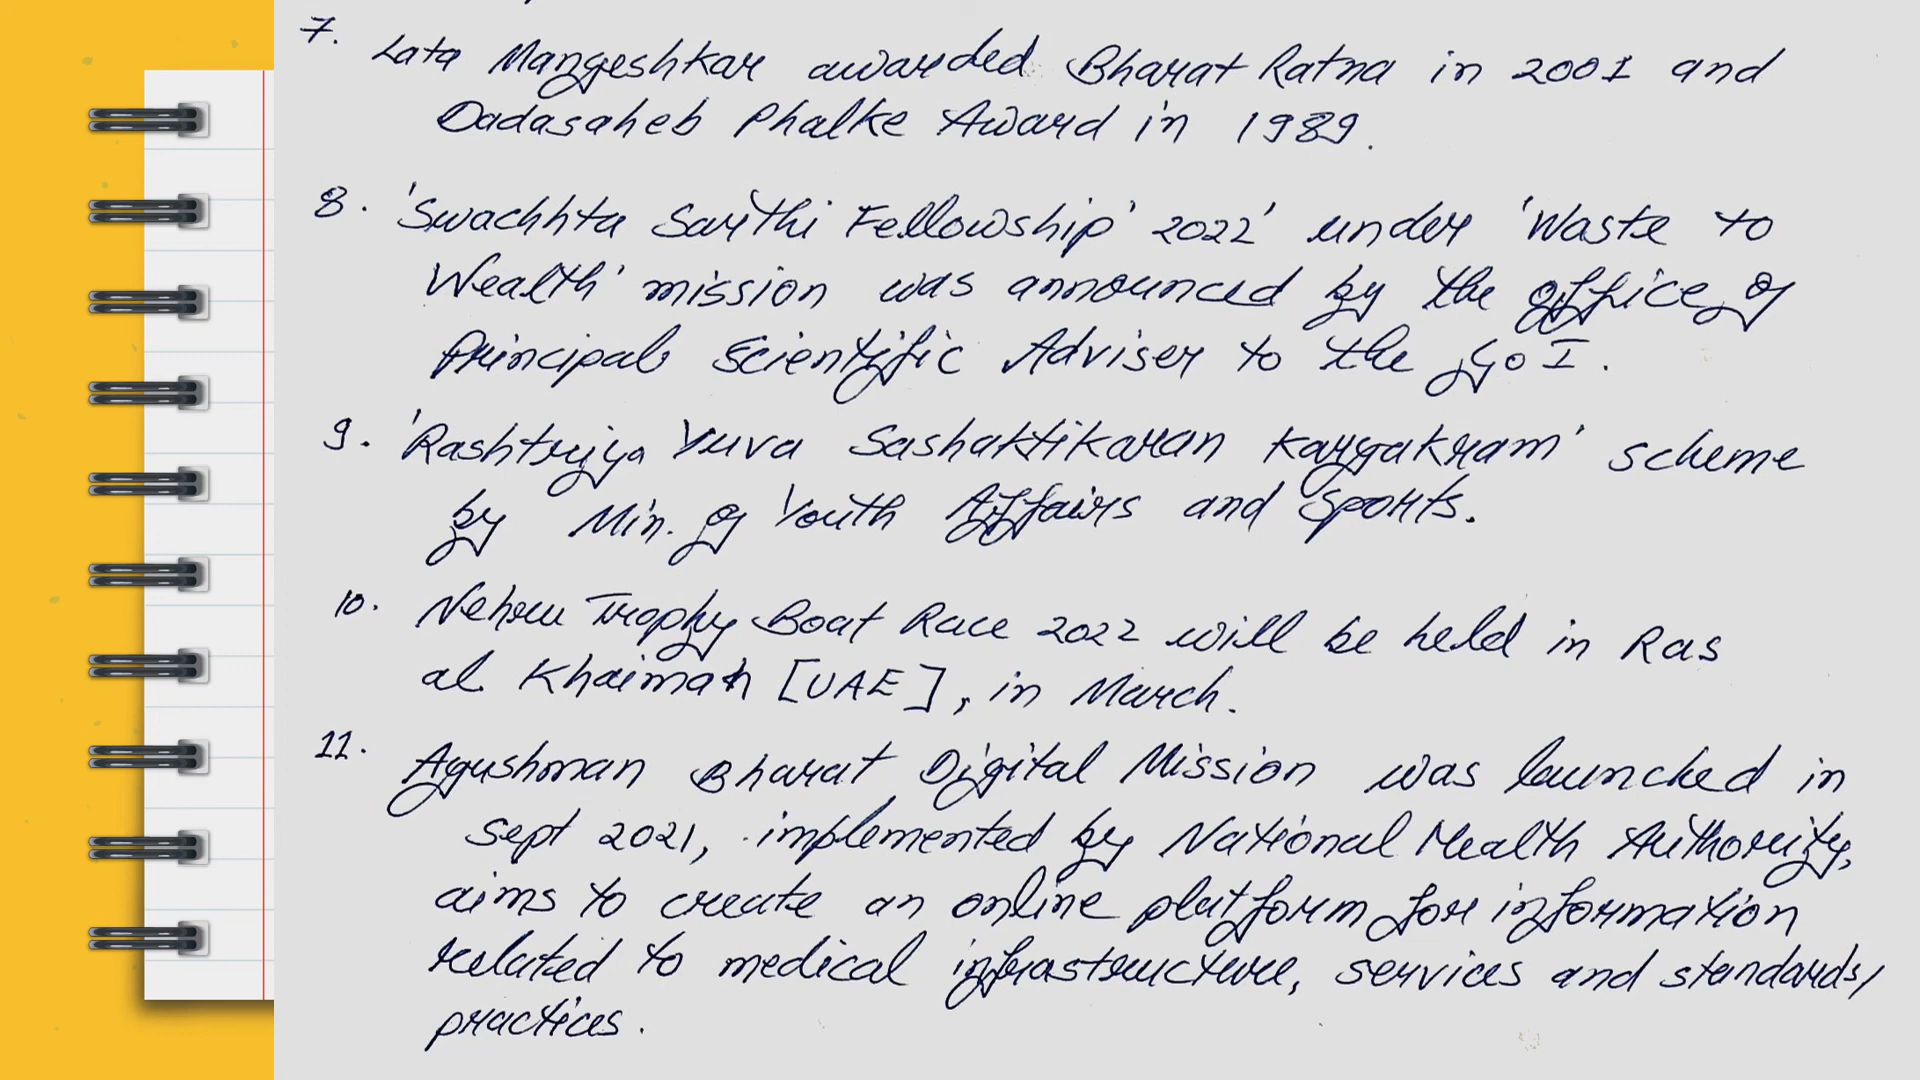 7. Lata Mangeshkar awarded Bharat Ratna in 2001 and
Dadasaheb Phalke Award in 1989.
8. 'Swachhta Sarthi Fellowship' 2022' under 'Waste to
Wealth' mission was announced by the office of
Principal Scientific Adviser to the GoI.
9. 'Rashtriya Yuva Sashaktikaran Karyakram' scheme
by Min. of Youth Affairs and Sports.
10. Nehru Trophy Boat Race 2022 will be held in Ras
al Khaimah [UAE], in March.
11. Ayushman Bharat Digital Mission was launched in
Sept 2021, implemented by National Health Authority,
aims to create an online platform for information
related to medical infrastructure, services and standards/
practices.